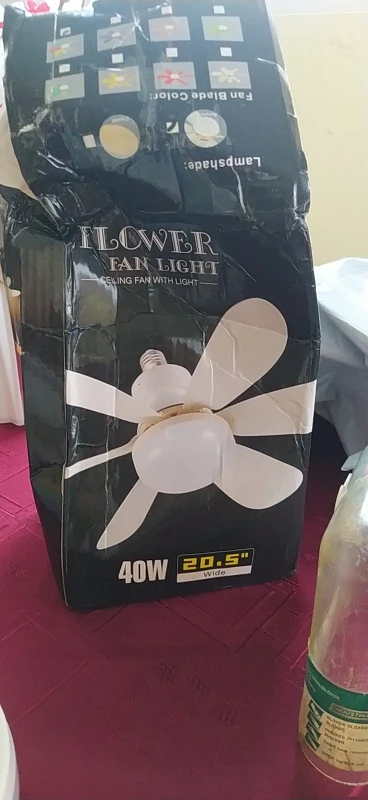 Fan Blade Color:
Lampshade:
FLOWER
FAN LIGHT
CEILING FAN WITH LIGHT
40W
20.5"
Wide